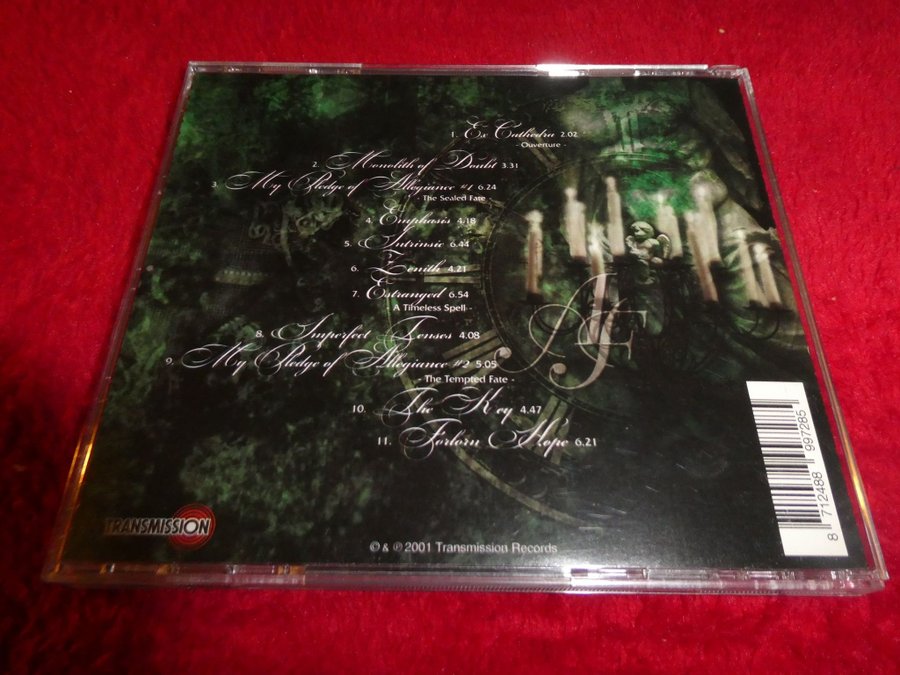 1. Ex Cathedra 2.02
- Ouverture -
2. Monolith of Doubt 3.31
3. My Pledge of Allegiance #1 6.24
- The Sealed Fate -
4. Emphasis 4.18
5. Intrinsic 6.44
6. Zenith 4.21
7. Estranged 6.54
- A Timeless Spell -
8. Imperfect Tenses 4.08
9. My Pledge of Allegiance #2 5.05
- The Tempted Fate -
10. The Key 4.47
11. Forlorn Hope 6.21
AF
TRANSMISSION
© & ℗ 2001 Transmission Records
8 712488 997285